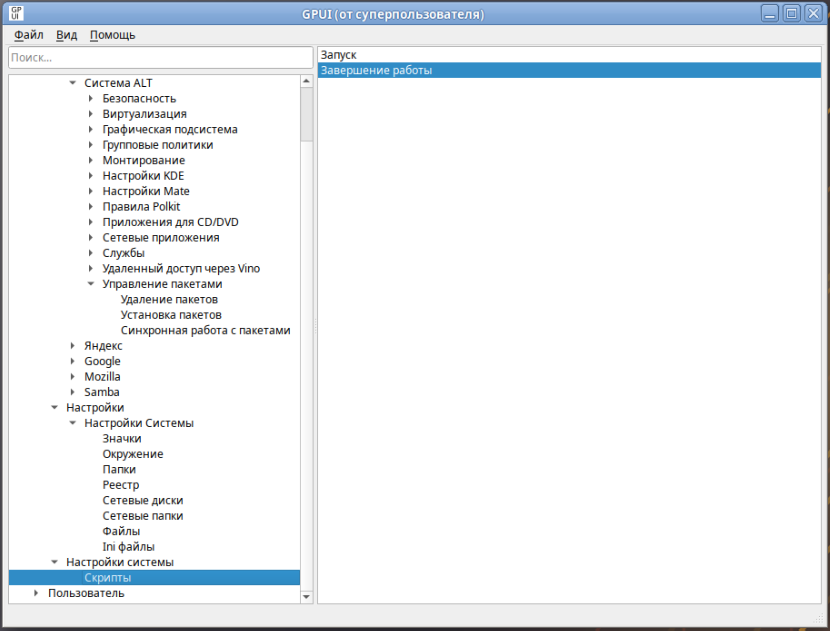 GP
UI
GPUI (от суперпользователя)
Файл Вид Помощь
Поиск...
Система ALT
Безопасность
Виртуализация
Графическая подсистема
Групповые политики
Монтирование
Настройки KDE
Настройки Mate
Правила Polkit
Приложения для CD/DVD
Сетевые приложения
Службы
Удаленный доступ через Vino
Управление пакетами
Удаление пакетов
Установка пакетов
Синхронная работа с пакетами
Яндекс
Google
Mozilla
Samba
Настройки
Настройки Системы
Значки
Окружение
Папки
Реестр
Сетевые диски
Сетевые папки
Файлы
Ini файлы
Настройки системы
Скрипты
Пользователь
Запуск
Завершение работы